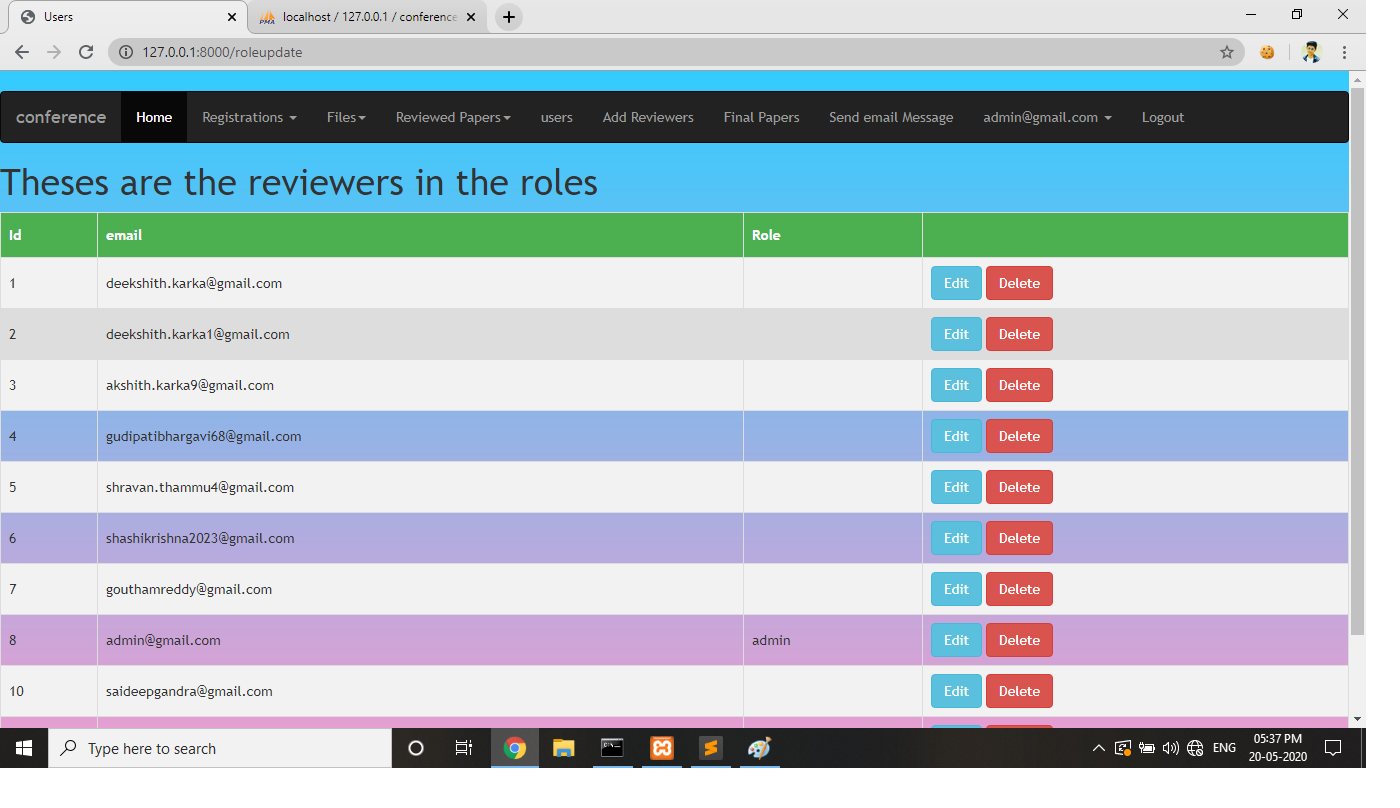 Users
PMA
localhost / 127.0.0.1 / conference
127.0.0.1:8000/roleupdate
conference Home Registrations Files Reviewed Papers users Add Reviewers Final Papers Send email Message admin@gmail.com Logout
Theses are the reviewers in the roles
Id email Role
1 deekshith.karka@gmail.com Edit Delete
2 deekshith.karka1@gmail.com Edit Delete
3 akshith.karka9@gmail.com Edit Delete
4 gudipatibhargavi68@gmail.com Edit Delete
5 shravan.thammu4@gmail.com Edit Delete
6 shashikrishna2023@gmail.com Edit Delete
7 gouthamreddy@gmail.com Edit Delete
8 admin@gmail.com admin Edit Delete
10 saideepgandra@gmail.com Edit Delete
Type here to search
ENG
05:37 PM
20-05-2020